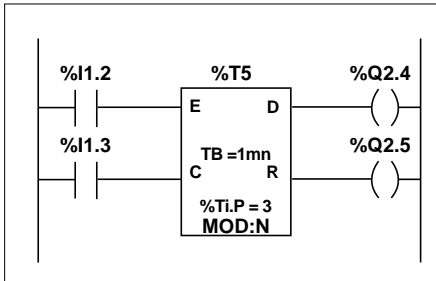 %I1.2 %T5 %Q2.4
E D
%I1.3 TB =1mn %Q2.5
C R
%Ti.P = 3
MOD:N